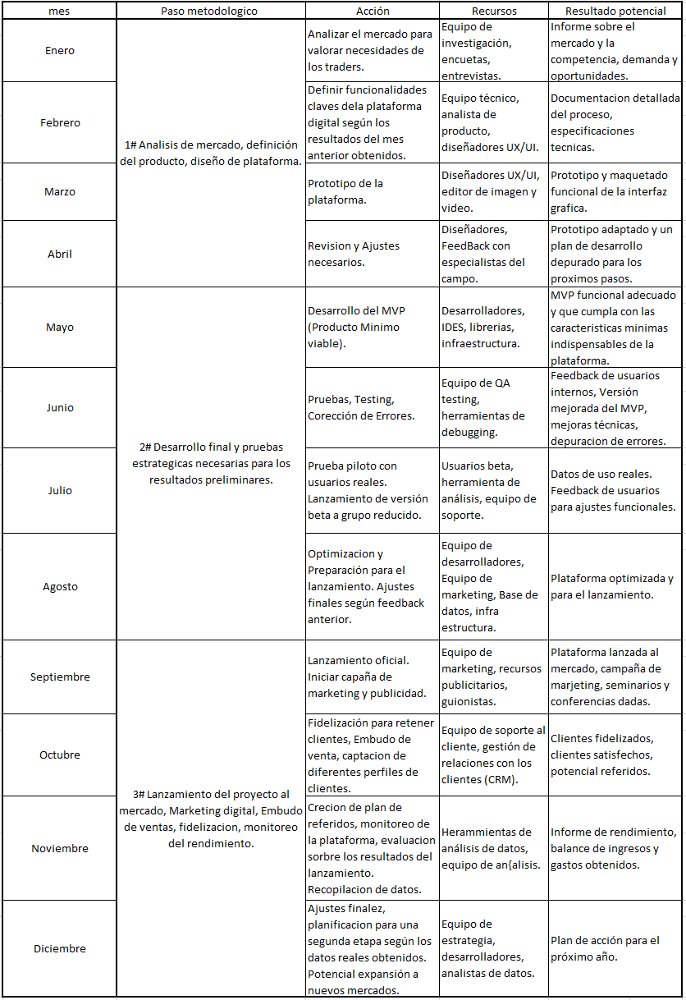 mes
Paso metodologico
Acción
Recursos
Resultado potencial
Enero
1# Analisis de mercado, definición
del producto, diseño de plataforma.
Analizar el mercado para
valorar necesidades de
los traders.
Equipo de
investigación,
encuetas,
entrevistas.
Informe sobre el
mercado y la
competencia, demanda y
oportunidades.
Febrero
Definir funcionalidades
claves dela plataforma
digital según los
resultados del mes
anterior obtenidos.
Equipo técnico,
analista de
producto,
diseñadores UX/UI.
Documentacion detallada
del proceso,
especificaciones
tecnicas.
Marzo
Prototipo de la
plataforma.
Diseñadores UX/UI,
editor de imagen y
video.
Prototipo y maquetado
funcional de la interfaz
grafica.
Abril
Revision y Ajustes
necesarios.
Diseñadores,
FeedBack con
especialistas del
campo.
Prototipo adaptado y un
plan de desarrollo
depurado para los
proximos pasos.
Mayo
2# Desarrollo final y pruebas
estrategicas necesarias para los
resultados preliminares.
Desarrollo del MVP
(Producto Minimo
viable).
Desarrolladores,
IDES, librerias,
infraestructura.
MVP funcional adecuado
y que cumpla con las
caracteristicas minimas
indispensables de la
plataforma.
Junio
Pruebas, Testing,
Corección de Errores.
Equipo de QA
testing,
herramientas de
debugging.
Feedback de usuarios
internos, Versión
mejorada del MVP,
mejoras técnicas,
depuracion de errores.
Julio
Prueba piloto con
usuarios reales.
Lanzamiento de versión
beta a grupo reducido.
Usuarios beta,
herramienta de
análisis, equipo de
soporte.
Datos de uso reales.
Feedback de usuarios
para ajustes funcionales.
Agosto
Optimizacion y
Preparación para el
lanzamiento. Ajustes
finales según feedback
anterior.
Equipo de
desarrolladores,
Equipo de
marketing, Base de
datos, infra
estructura.
Plataforma optimizada y
para el lanzamiento.
Septiembre
3# Lanzamiento del proyecto al
mercado, Marketing digital, Embudo
de ventas, fidelizacion, monitoreo
del rendimiento.
Lanzamiento oficial.
Iniciar capaña de
marketing y publicidad.
Equipo de
marketing, recursos
publicitarios,
guionistas.
Plataforma lanzada al
mercado, campaña de
marjeting, seminarios y
conferencias dadas.
Octubre
Fidelización para retener
clientes, Embudo de
venta, captacion de
diferentes perfiles de
clientes.
Equipo de soporte al
cliente, gestión de
relaciones con los
clientes (CRM).
Clientes fidelizados,
clientes satisfechos,
potencial referidos.
Noviembre
Crecion de plan de
referidos, monitoreo de
la plataforma, evaluacion
sorbre los resultados del
lanzamiento.
Recopilacion de datos.
Herammientas de
análisis de datos,
equipo de an{alisis.
Informe de rendimiento,
balance de ingresos y
gastos obtenidos.
Diciembre
Ajustes finalez,
planificacion para una
segunda etapa según los
datos reales obtenidos.
Potencial expansión a
nuevos mercados.
Equipo de
estrategia,
desarrolladores,
analistas de datos.
Plan de acción para el
próximo año.